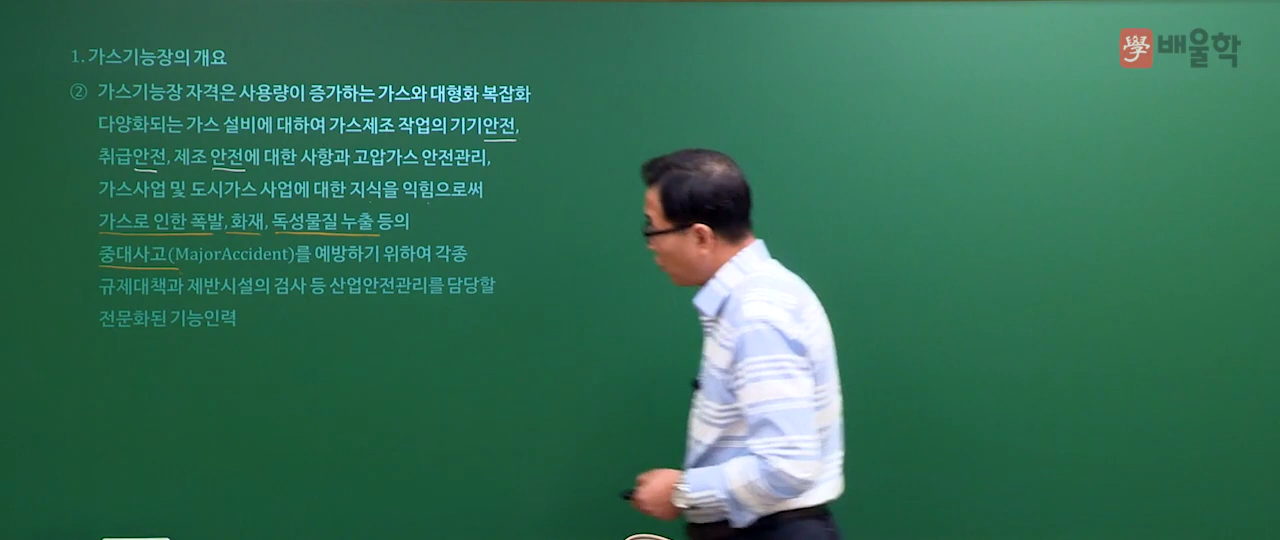 1. 가스기능장의 개요
學 배울학
② 가스기능장 자격은 사용량이 증가하는 가스와 대형화 복잡화
다양화되는 가스 설비에 대하여 가스제조 작업의 기기안전,
취급안전, 제조 안전에 대한 사항과 고압가스 안전관리,
가스사업 및 도시가스 사업에 대한 지식을 익힘으로써
가스로 인한 폭발, 화재, 독성물질 누출 등의
중대사고(MajorAccident)를 예방하기 위하여 각종
규제대책과 제반시설의 검사 등 산업안전관리를 담당할
전문화된 기능인력